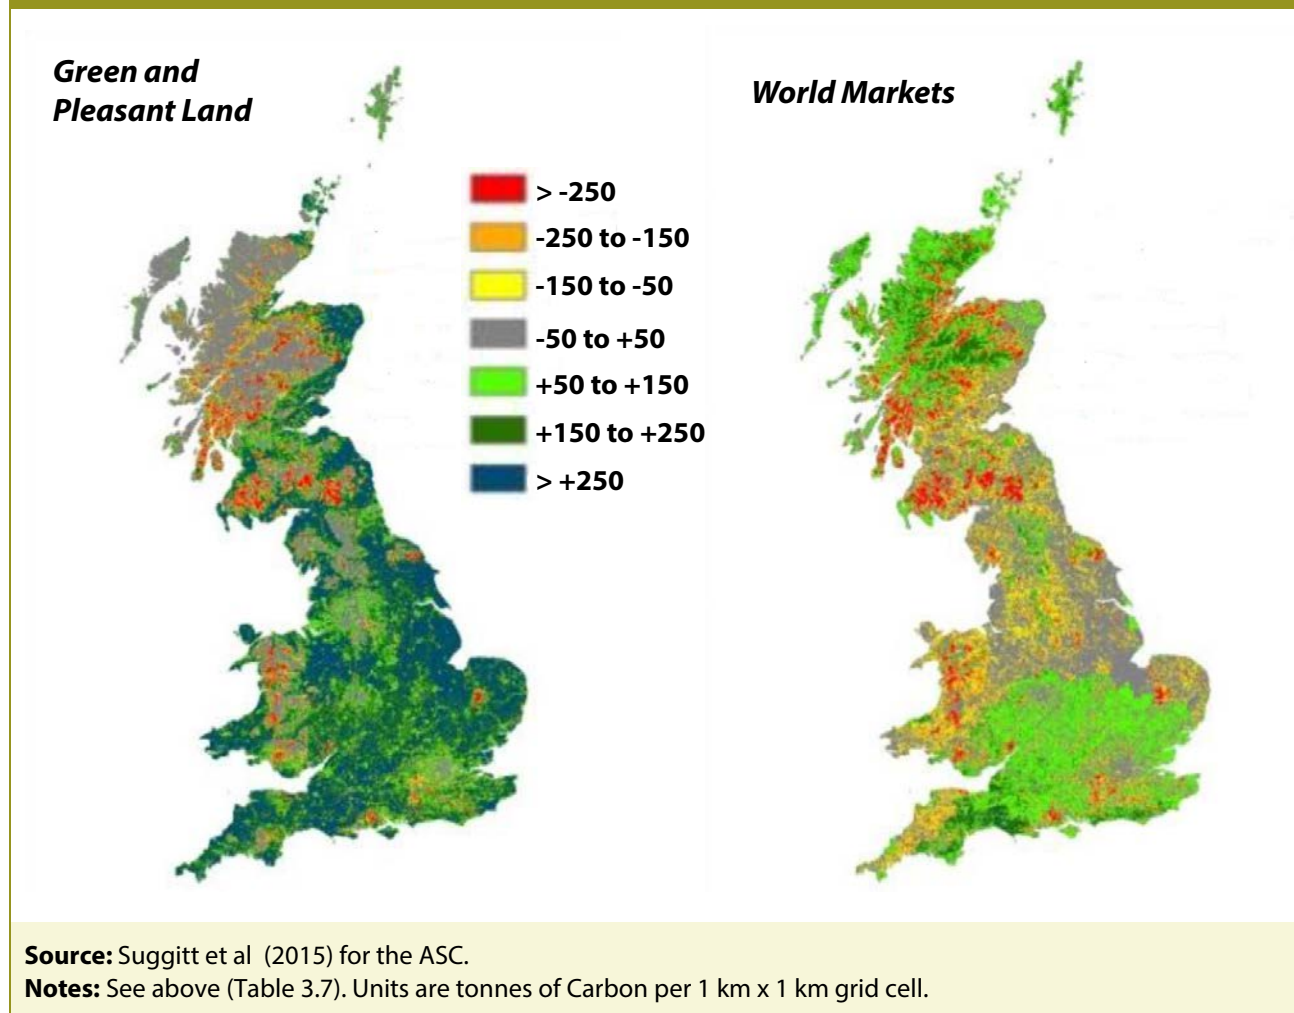 Green and
Pleasant Land
World Markets
> -250
-250 to -150
-150 to -50
-50 to +50
+50 to +150
+150 to +250
> +250
Source: Suggitt et al (2015) for the ASC.
Notes: See above (Table 3.7). Units are tonnes of Carbon per 1 km x 1 km grid cell.